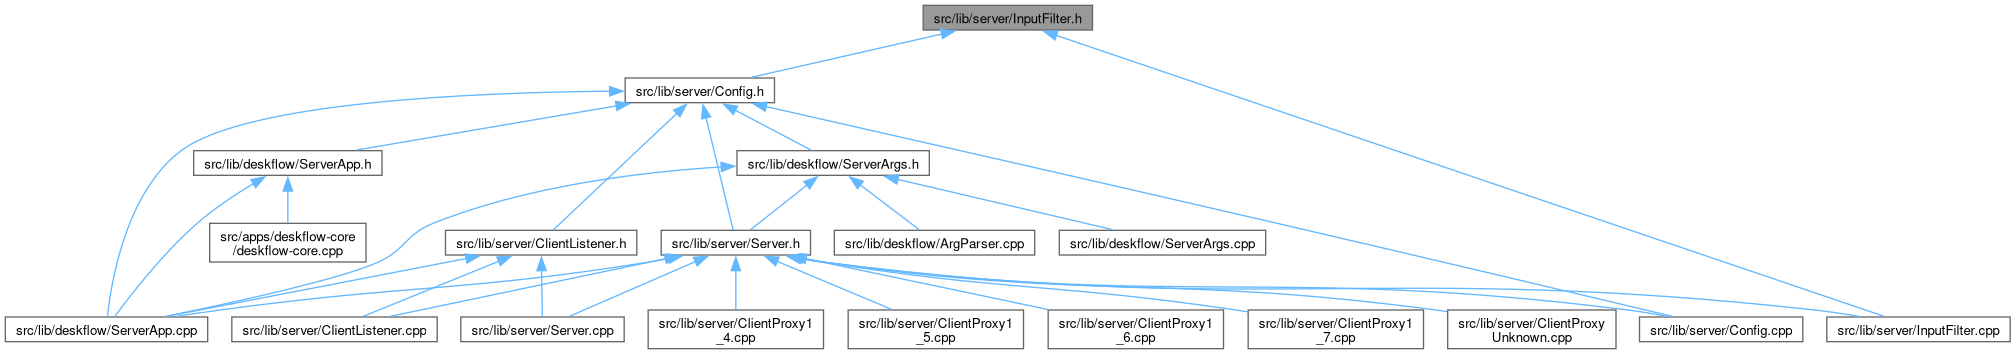 src/lib/server/InputFilter.h
src/lib/server/Config.h
src/lib/deskflow/ServerApp.h
src/lib/deskflow/ServerArgs.h
src/apps/deskflow-core
/deskflow-core.cpp
src/lib/server/ClientListener.h
src/lib/server/Server.h
src/lib/deskflow/ArgParser.cpp
src/lib/deskflow/ServerArgs.cpp
src/lib/deskflow/ServerApp.cpp
src/lib/server/ClientListener.cpp
src/lib/server/Server.cpp
src/lib/server/ClientProxy1
_4.cpp
src/lib/server/ClientProxy1
_5.cpp
src/lib/server/ClientProxy1
_6.cpp
src/lib/server/ClientProxy1
_7.cpp
src/lib/server/ClientProxy
Unknown.cpp
src/lib/server/Config.cpp
src/lib/server/InputFilter.cpp